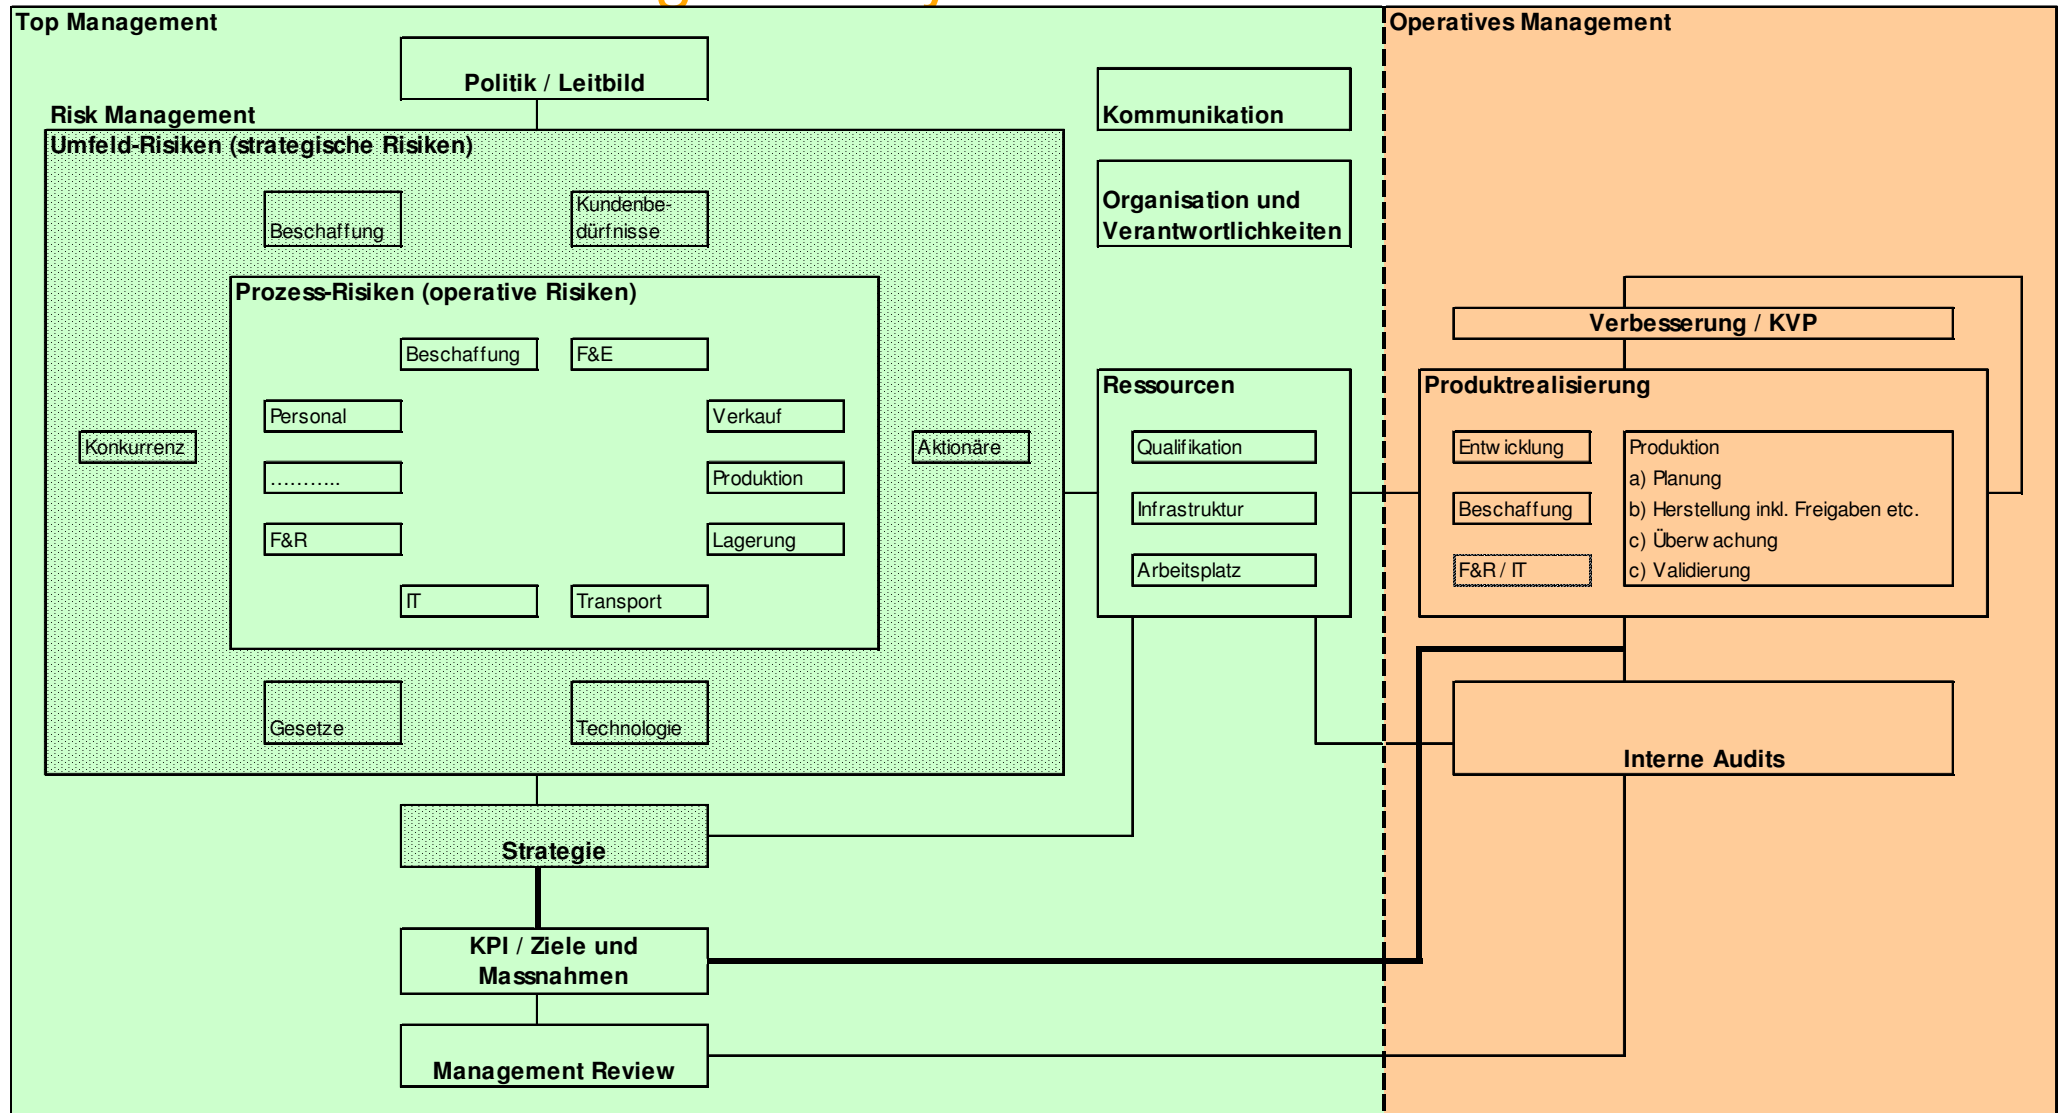 Top Management
Operatives Management
Politik / Leitbild
Kommunikation
Risk Management
Umfeld-Risiken (strategische Risiken)
Organisation und
Verantwortlichkeiten
Beschaffung
Kundenbe-
dürfnisse
Prozess-Risiken (operative Risiken)
Beschaffung
F&E
Personal
Verkauf
Konkurrenz
Aktionäre
………..
Produktion
F&R
Lagerung
IT
Transport
Gesetze
Technologie
Ressourcen
Qualifikation
Infrastruktur
Arbeitsplatz
Verbesserung / KVP
Produktrealisierung
Entwicklung
Beschaffung
F&R / IT
Produktion
a) Planung
b) Herstellung inkl. Freigaben etc.
c) Überwachung
c) Validierung
Interne Audits
Strategie
KPI / Ziele und
Massnahmen
Management Review